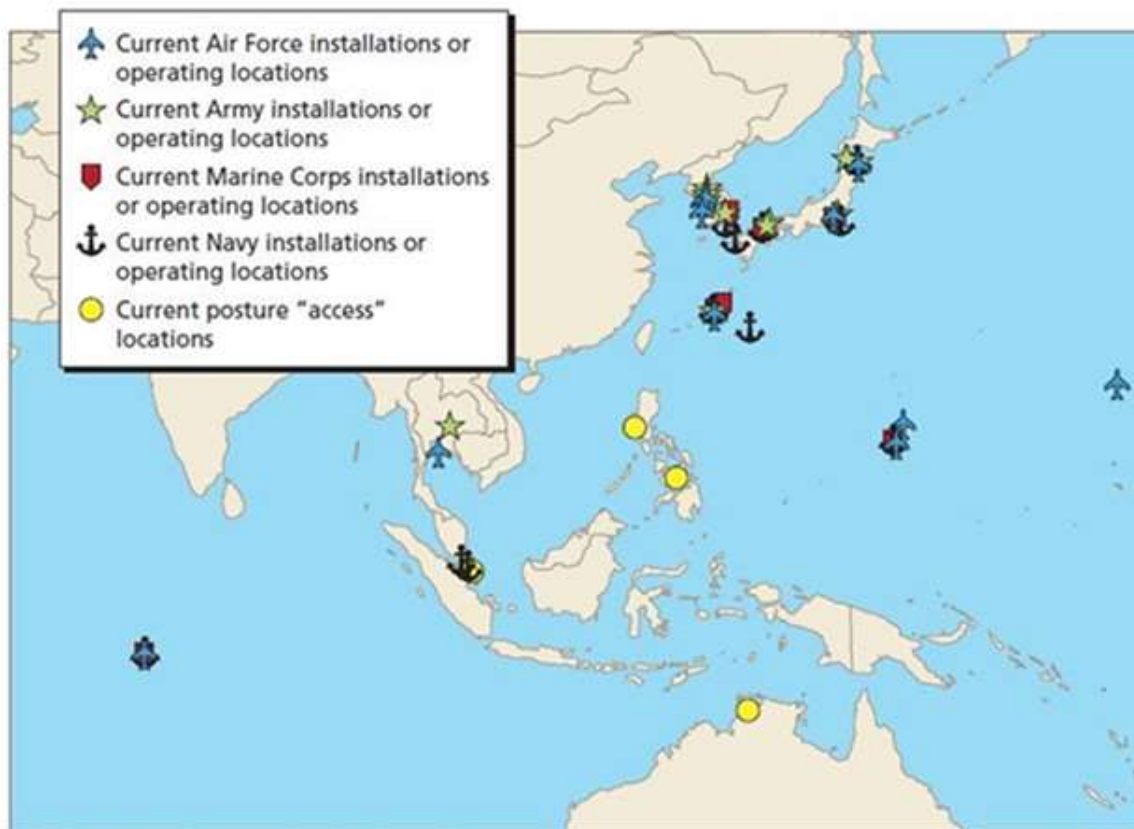 Current Air Force installations or
operating locations
Current Army installations or
operating locations
Current Marine Corps installations
or operating locations
Current Navy installations or
operating locations
Current posture “access”
locations